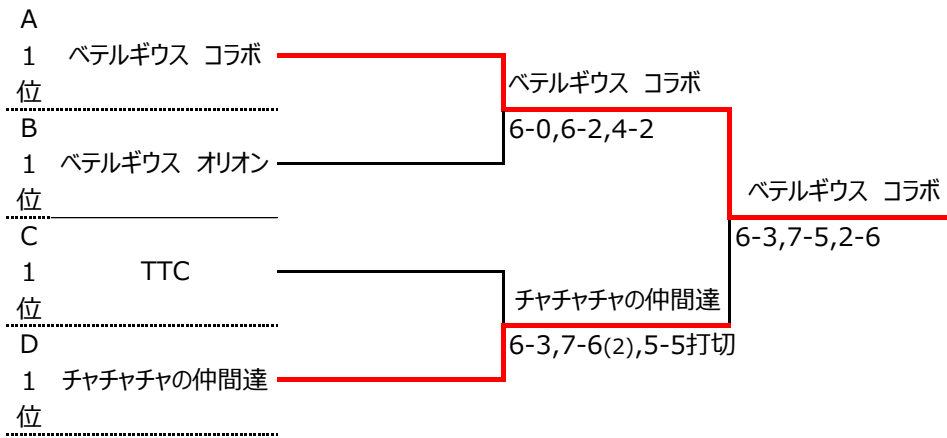 A
1
位
ベテルギウス コラボ
B
1
位
ベテルギウス オリオン
C
1
位
TTC
D
1
位
チャチャチャの仲間達
ベテルギウス コラボ
6-0,6-2,4-2
チャチャチャの仲間達
6-3,7-6(2),5-5打切
ベテルギウス コラボ
6-3,7-5,2-6